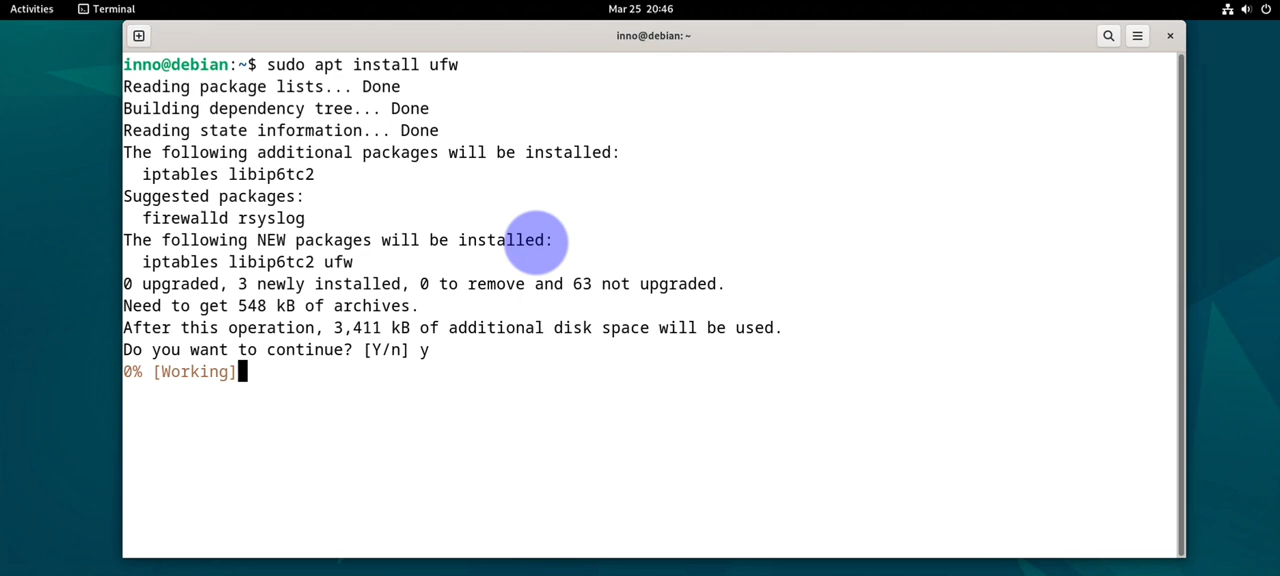 Activities Terminal Mar 25 20:46
inno@debian: ~
inno@debian:~$ sudo apt install ufw
Reading package lists... Done
Building dependency tree... Done
Reading state information... Done
The following additional packages will be installed:
iptables libip6tc2
Suggested packages:
firewalld rsyslog
The following NEW packages will be installed:
iptables libip6tc2 ufw
0 upgraded, 3 newly installed, 0 to remove and 63 not upgraded.
Need to get 548 kB of archives.
After this operation, 3,411 kB of additional disk space will be used.
Do you want to continue? [Y/n] y
0% [Working]